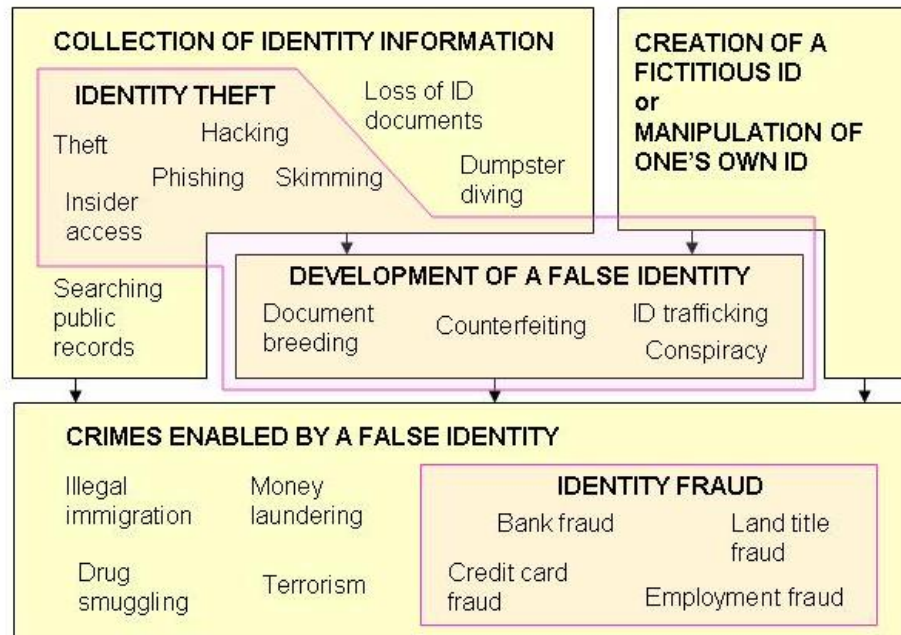 COLLECTION OF IDENTITY INFORMATION
IDENTITY THEFT
Theft
Hacking
Phishing
Skimming
Insider
access
Loss of ID
documents
Dumpster
diving
Searching
public
records
CREATION OF A
FICTITIOUS ID
or
MANIPULATION OF
ONE'S OWN ID
DEVELOPMENT OF A FALSE IDENTITY
Document
breeding
Counterfeiting
ID trafficking
Conspiracy
CRIMES ENABLED BY A FALSE IDENTITY
Illegal
immigration
Money
laundering
Drug
smuggling
Terrorism
IDENTITY FRAUD
Bank fraud
Land title
fraud
Credit card
fraud
Employment fraud